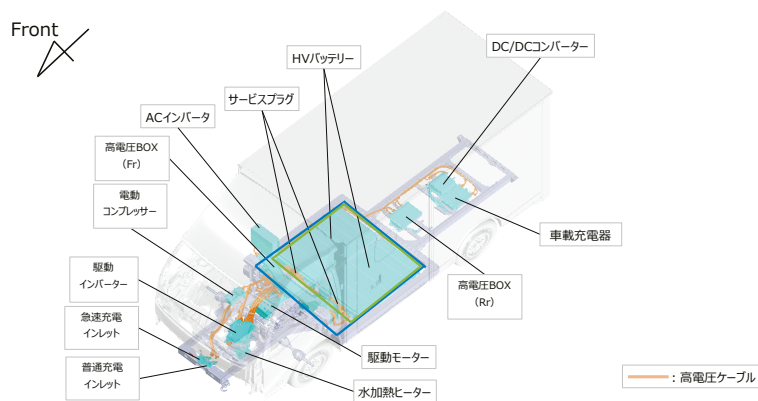 Front
DC/DCコンバーター
HVバッテリー
サービスプラグ
ACインバータ
高電圧BOX
(Fr)
電動
コンプレッサー
駆動
インバーター
急速充電
インレット
普通充電
インレット
駆動モーター
水加熱ヒーター
車載充電器
高電圧BOX
(Rr)
: 高電圧ケーブル